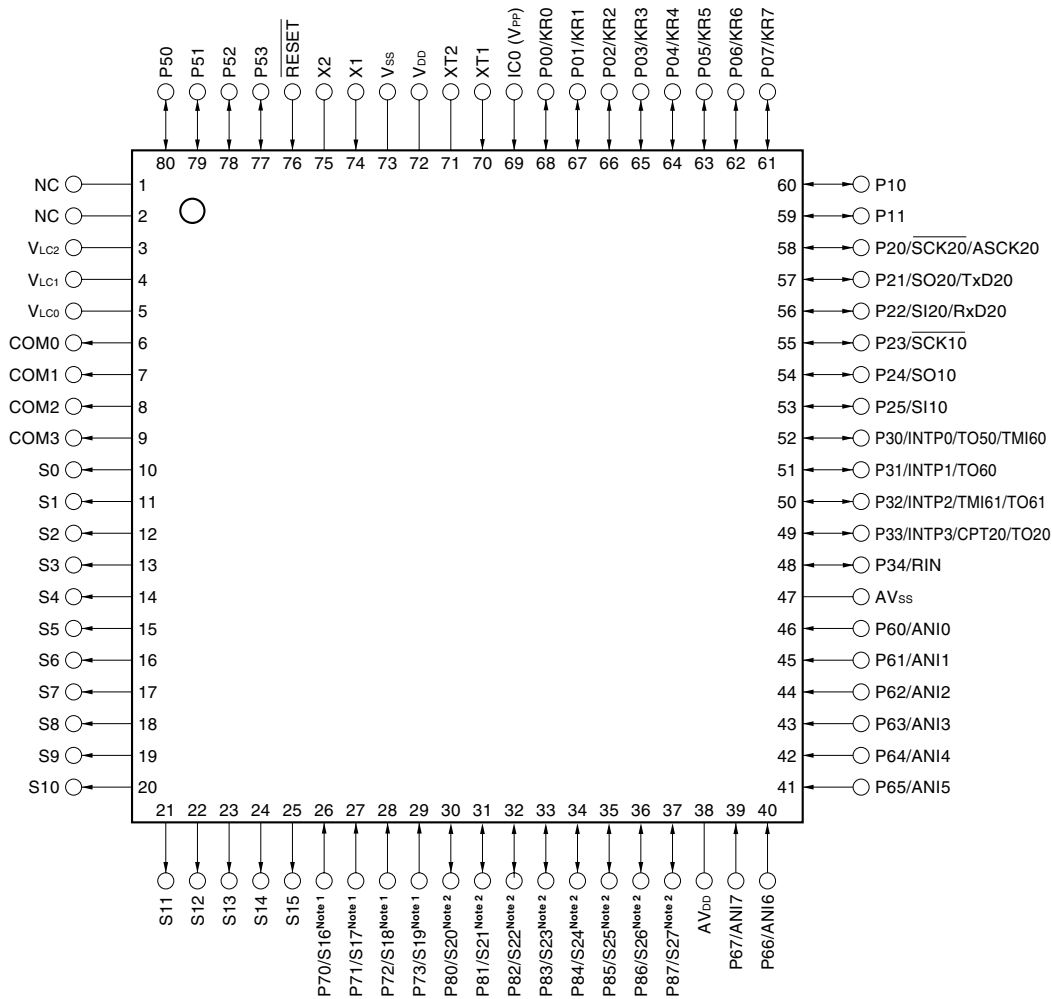 P50
P51
P52
P53
RESET
X2
X1
VSS
VDD
XT2
XT1
IC0 (VPP)
P00/KR0
P01/KR1
P02/KR2
P03/KR3
P04/KR4
P05/KR5
P06/KR6
P07/KR7
80 79 78 77 76 75 74 73 72 71 70 69 68 67 66 65 64 63 62 61
NC 1
NC 2
VLC2 3
VLC1 4
VLC0 5
COM0 6
COM1 7
COM2 8
COM3 9
S0 10
S1 11
S2 12
S3 13
S4 14
S5 15
S6 16
S7 17
S8 18
S9 19
S10 20
60 P10
59 P11
58 P20/SCK20/ASCK20
57 P21/SO20/TxD20
56 P22/SI20/RxD20
55 P23/SCK10
54 P24/SO10
53 P25/SI10
52 P30/INTP0/TO50/TMI60
51 P31/INTP1/TO60
50 P32/INTP2/TMI61/TO61
49 P33/INTP3/CPT20/TO20
48 P34/RIN
47 AVSS
46 P60/ANI0
45 P61/ANI1
44 P62/ANI2
43 P63/ANI3
42 P64/ANI4
41 P65/ANI5
21 22 23 24 25 26 27 28 29 30 31 32 33 34 35 36 37 38 39 40
S11
S12
S13
S14
S15
P70/S16Note 1
P71/S17Note 1
P72/S18Note 1
P73/S19Note 1
P80/S20Note 2
P81/S21Note 2
P82/S22Note 2
P83/S23Note 2
P84/S24Note 2
P85/S25Note 2
P86/S26Note 2
P87/S27Note 2
AVDD
P67/ANI7
P66/ANI6